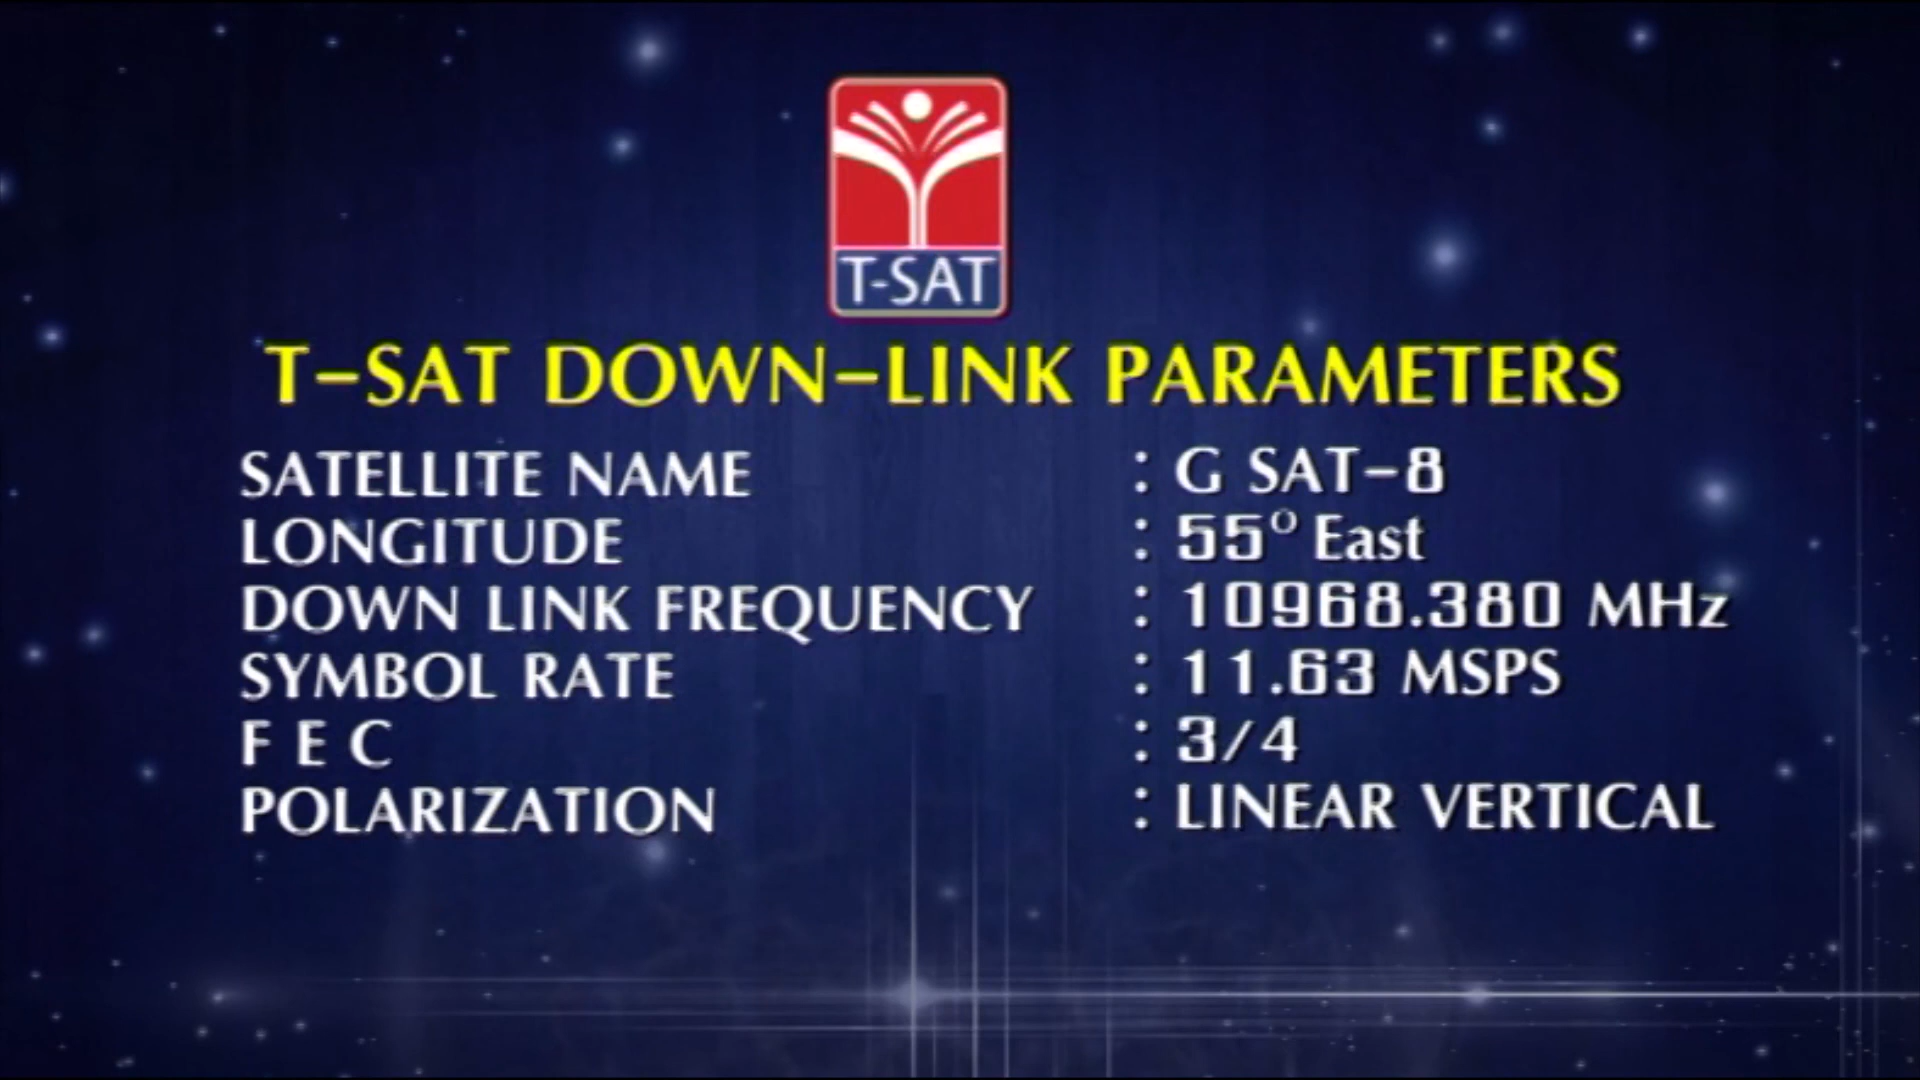 T-SAT
T-SAT DOWN-LINK PARAMETERS
SATELLITE NAME : G SAT-8
LONGITUDE : 55° East
DOWN LINK FREQUENCY : 10968.380 MHz
SYMBOL RATE : 11.63 MSPS
F E C : 3/4
POLARIZATION : LINEAR VERTICAL